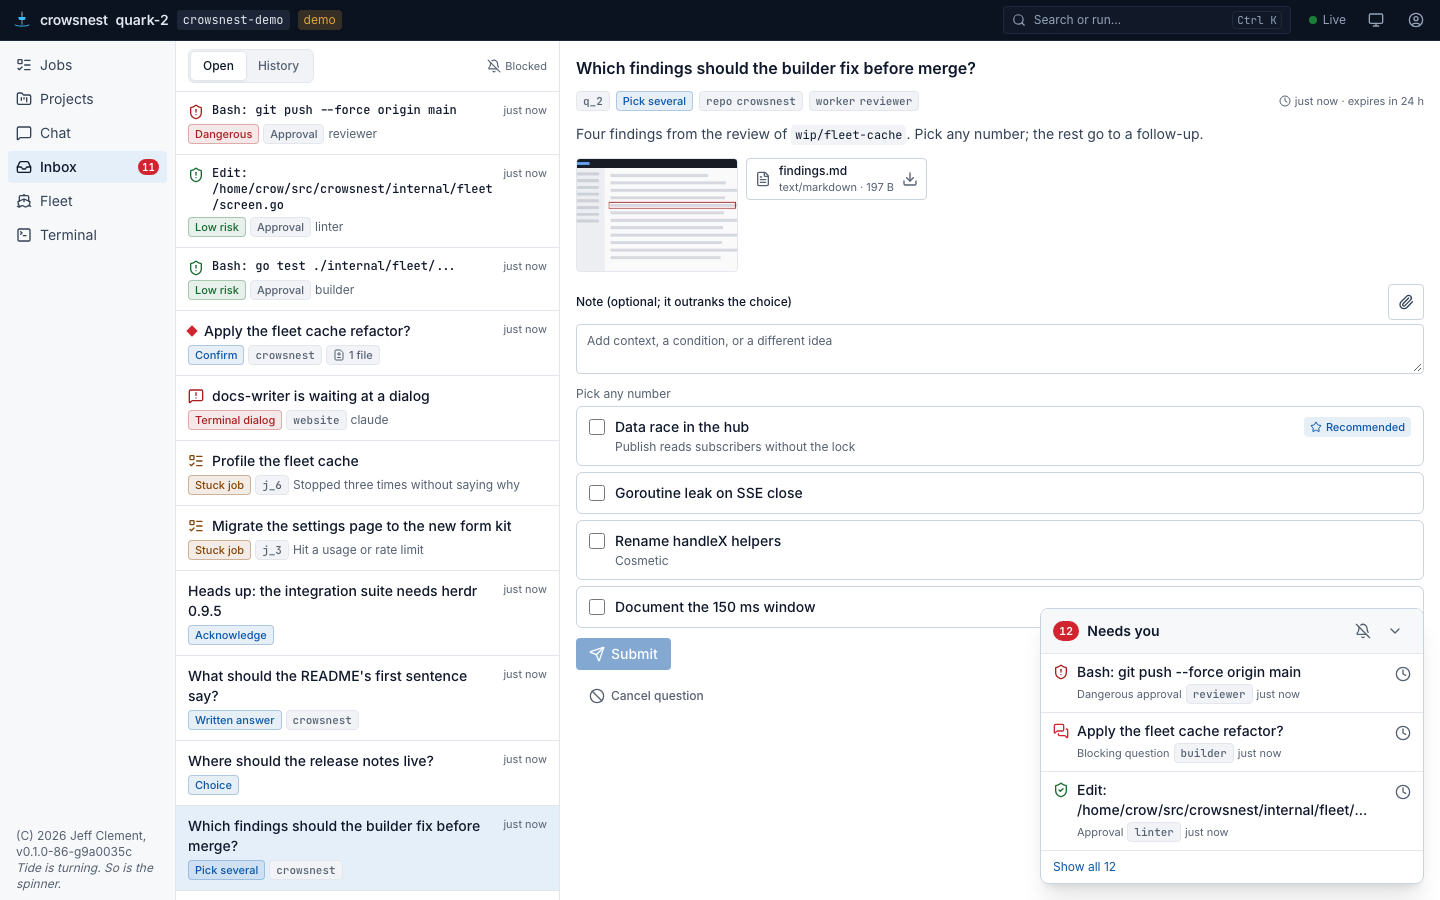 crowsnest quark-2 crowsnest-demo demo
Search or run... Ctrl K
Live
Jobs
Projects
Chat
Inbox 11
Fleet
Terminal
(C) 2026 Jeff Clement,
v0.1.0-86-g9a0035c
Tide is turning. So is the
spinner.
Open History Blocked
Bash: git push --force origin main just now
Dangerous Approval reviewer
Edit: just now
/home/crow/src/crowsnest/internal/fleet
/screen.go
Low risk Approval linter
Bash: go test ./internal/fleet/... just now
Low risk Approval builder
Apply the fleet cache refactor? just now
Confirm crowsnest 1 file
docs-writer is waiting at a dialog
Terminal dialog website claude
Profile the fleet cache
Stuck job j_6 Stopped three times without saying why
Migrate the settings page to the new form kit
Stuck job j_3 Hit a usage or rate limit
Heads up: the integration suite needs herdr just now
0.9.5
Acknowledge
What should the README's first sentence just now
say?
Written answer crowsnest
Where should the release notes live? just now
Choice
Which findings should the builder fix before just now
merge?
Pick several crowsnest
Which findings should the builder fix before merge?
q_2 Pick several repo crowsnest worker reviewer just now · expires in 24 h
Four findings from the review of wip/fleet-cache. Pick any number; the rest go to a follow-up.
findings.md
text/markdown · 197 B
Note (optional; it outranks the choice)
Add context, a condition, or a different idea
Pick any number
Data race in the hub Recommended
Publish reads subscribers without the lock
Goroutine leak on SSE close
Rename handleX helpers
Cosmetic
Document the 150 ms window
Submit
Cancel question
12 Needs you
Bash: git push --force origin main
Dangerous approval reviewer just now
Apply the fleet cache refactor?
Blocking question builder just now
Edit:
/home/crow/src/crowsnest/internal/fleet/...
Approval linter just now
Show all 12